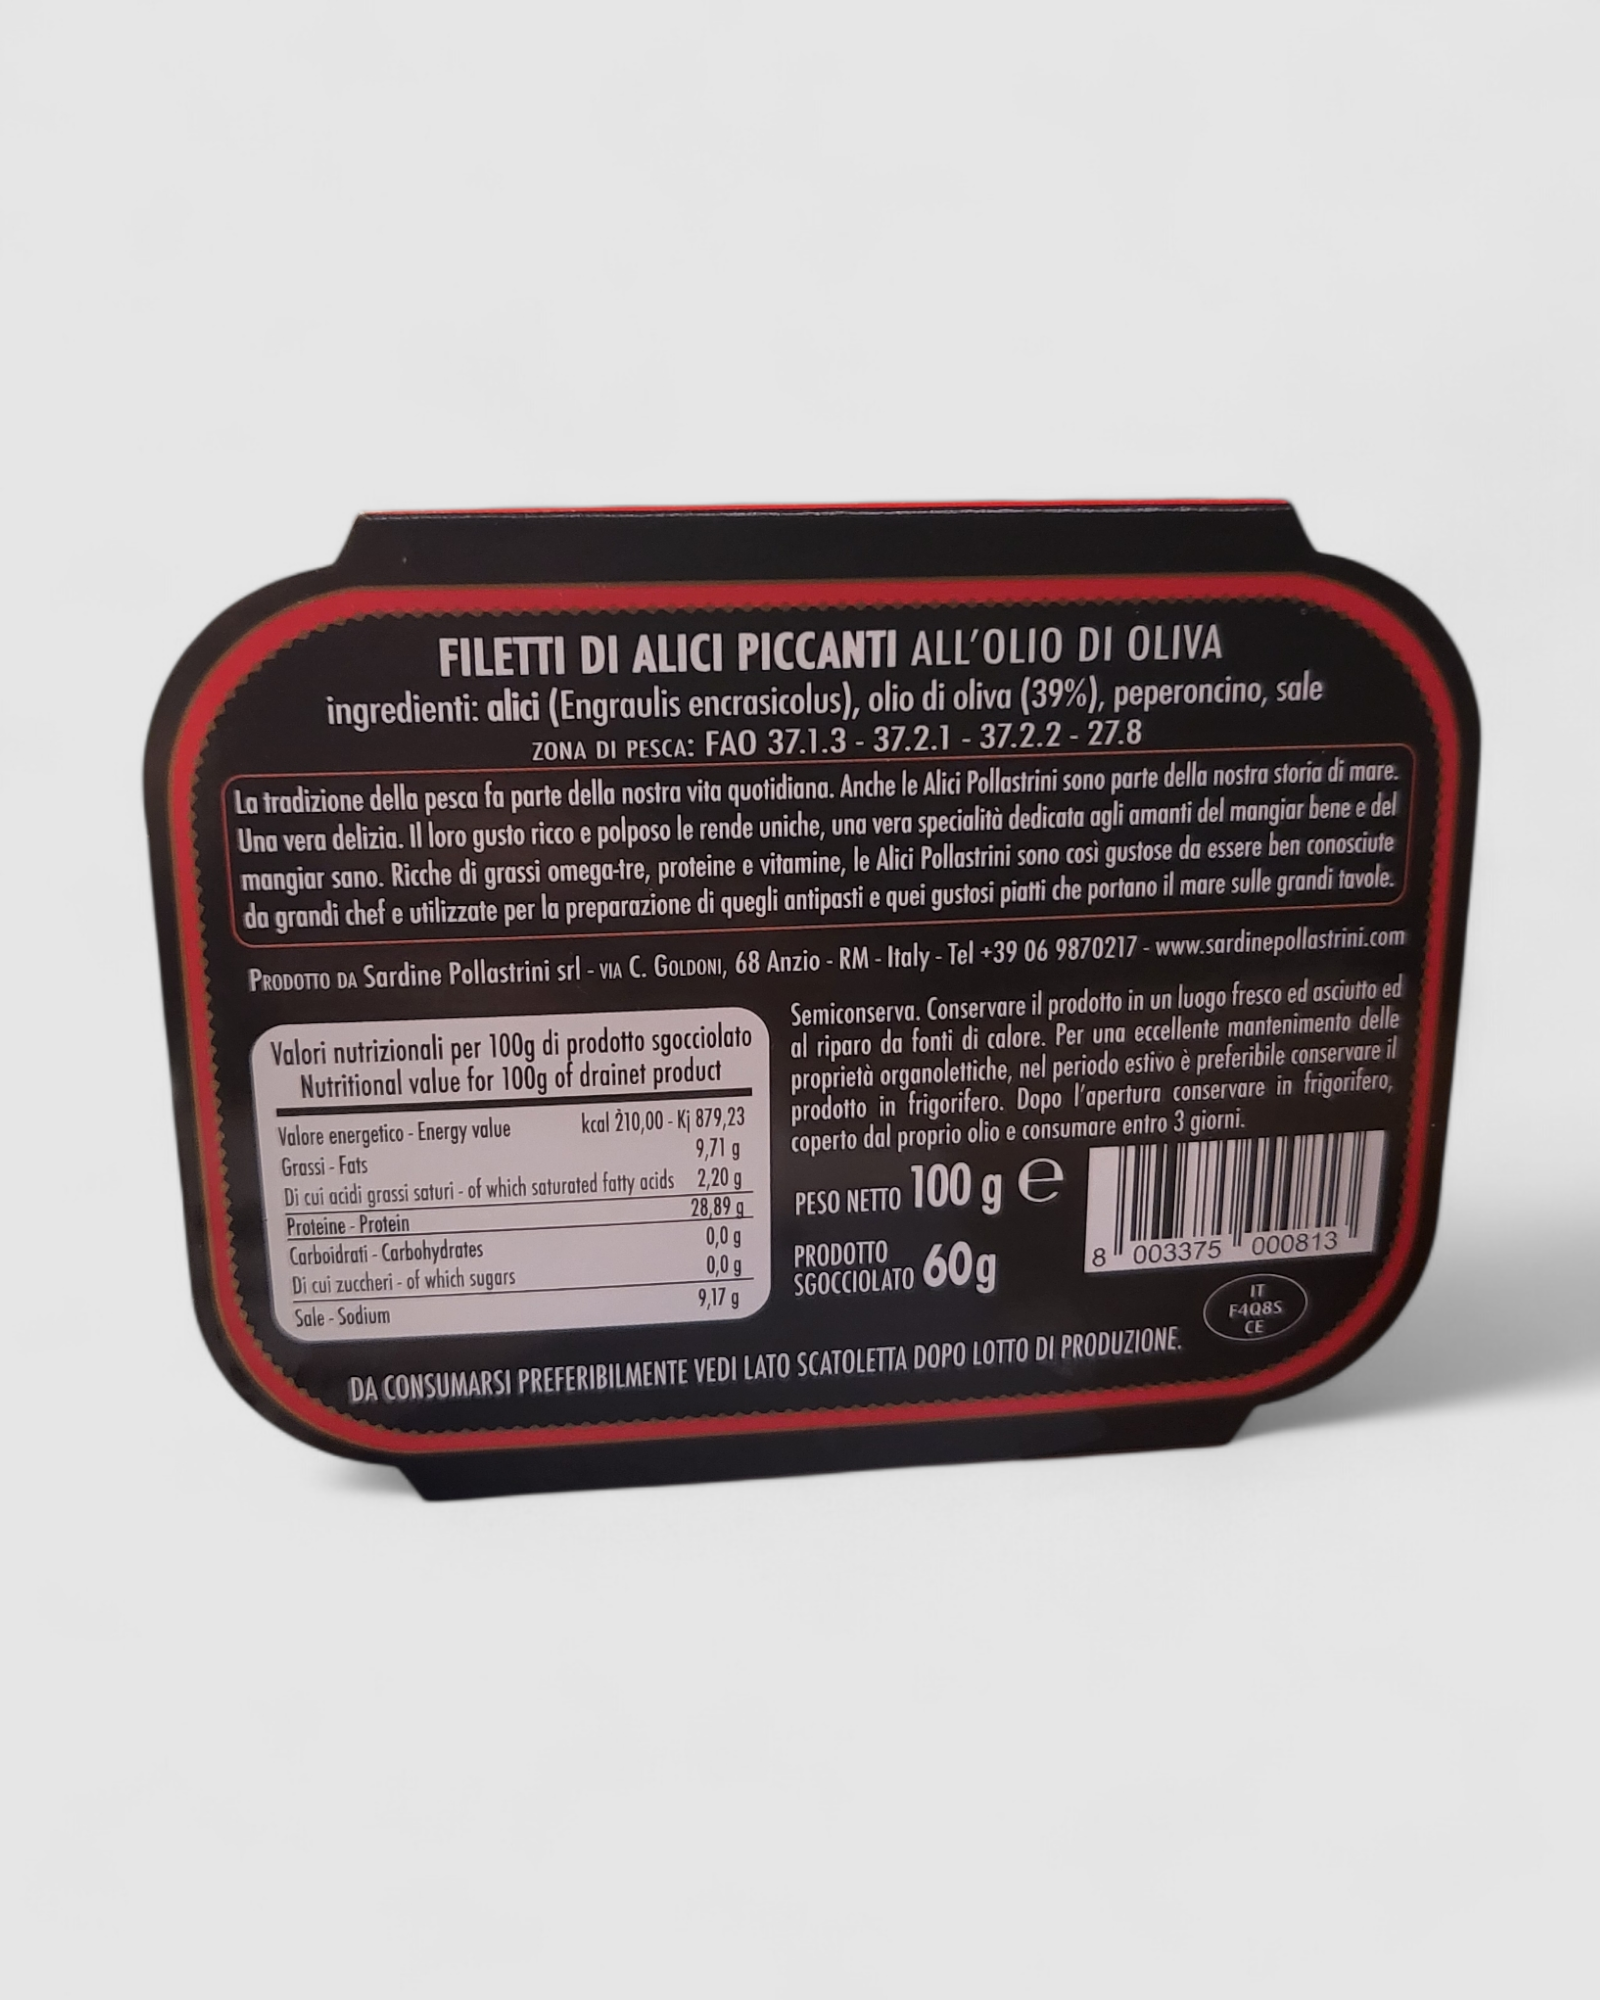 FILETTI DI ALICI PICCANTI ALL'OLIO DI OLIVA
ingredienti: alici (Engraulis encrasicolus), olio di oliva (39%), peperoncino, sale
ZONA DI PESCA: FAO 37.1.3 - 37.2.1 - 37.2.2 - 27.8
La tradizione della pesca fa parte della nostra vita quotidiana. Anche le Alici Pollastrini sono parte della nostra storia di mare.
Una vera delizia. Il loro gusto ricco e polposo le rende uniche, una vera specialità dedicata agli amanti del mangiar bene e del
mangiar sano. Ricche di grassi omega-tre, proteine e vitamine, le Alici Pollastrini sono così gustose da essere ben conosciute
da grandi chef e utilizzate per la preparazione di quegli antipasti e quei gustosi piatti che portano il mare sulle grandi tavole.
PRODOTTO DA Sardine Pollastrini srl - VIA C. GOLDONI, 68 Anzio - RM - Italy - Tel +39 06 9870217 - www.sardinepollastrini.com
Valori nutrizionali per 100g di prodotto sgocciolato
Nutritional value for 100g of drainet product
Valore energetico - Energy value kcal 210,00 - Kj 879,23
Grassi - Fats 9,71 g
Di cui acidi grassi saturi - of which saturated fatty acids 2,20 g
Proteine - Protein 28,89 g
Carboidrati - Carbohydrates 0,0 g
Di cui zuccheri - of which sugars 0,0 g
Sale - Sodium 9,17 g
Semiconserva. Conservare il prodotto in un luogo fresco ed asciutto ed
al riparo da fonti di calore. Per una eccellente mantenimento delle
proprietà organolettiche, nel periodo estivo è preferibile conservare il
prodotto in frigorifero. Dopo l'apertura conservare in frigorifero,
coperto dal proprio olio e consumare entro 3 giorni.
PESO NETTO 100 g e
PRODOTTO
SGOCCIOLATO 60g
8 003375 000813
IT
F4Q8S
CE
DA CONSUMARSI PREFERIBILMENTE VEDI LATO SCATOLETTA DOPO LOTTO DI PRODUZIONE.